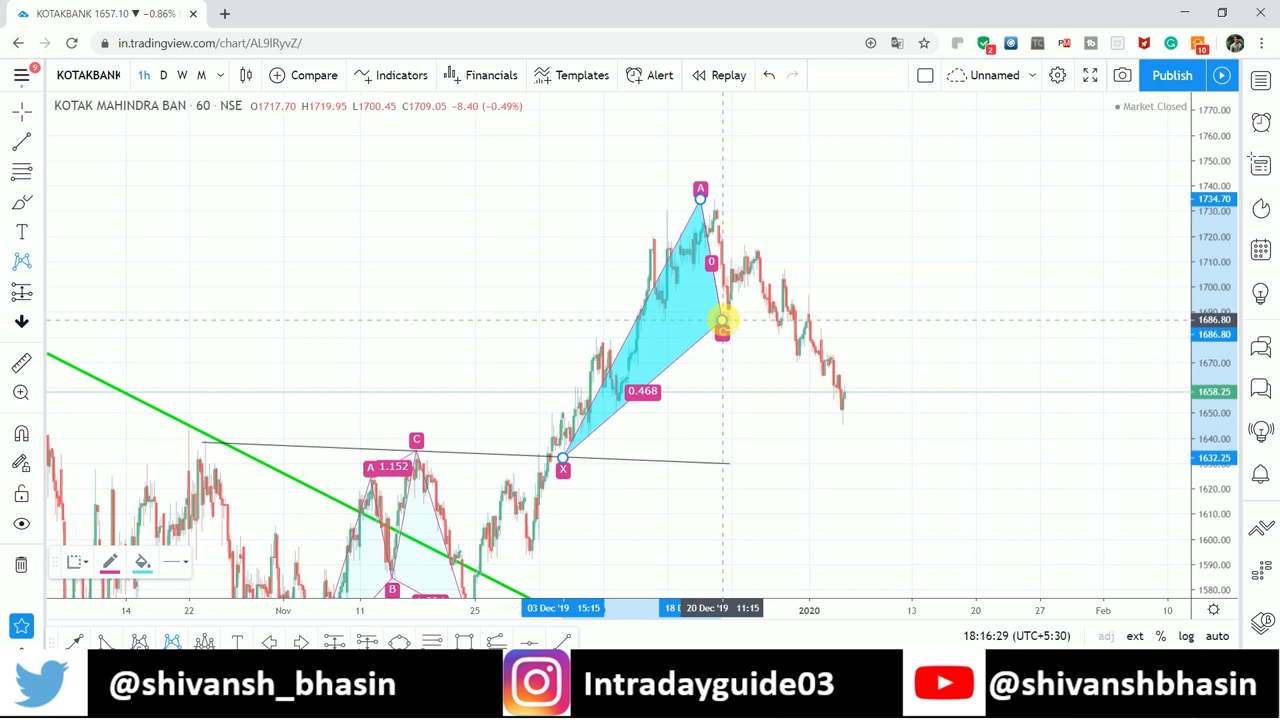 KOTAKBANK 1657.10 ▼ −0.86% 
in.tradingview.com/chart/AL9lRyvZ/
2
TC
10
9
KOTAKBANK
1h
D
W
M
Compare
Indicators
Financials
Templates
Alert
Replay
Unnamed
Publish
KOTAK MAHINDRA BAN · 60 · NSE
O1717.70 H1719.95 L1700.45 C1709.05 −8.40 (−0.49%)
Market Closed
1770.00
1760.00
1750.00
1740.00
1734.70
1730.00
1720.00
1710.00
1700.00
1686.80
1686.80
1670.00
1658.25
1650.00
1640.00
1632.25
1620.00
1610.00
1600.00
1590.00
1580.00
A
0
C
0.468
X
C
A
1.152
B
14
22
Nov
11
25
03 Dec '19 15:15
20 Dec '19 11:15
2020
13
20
27
Feb
10
18:16:29 (UTC+5:30)
adj
ext
%
log
auto
@shivansh_bhasin
Intradayguide03
@shivanshbhasin